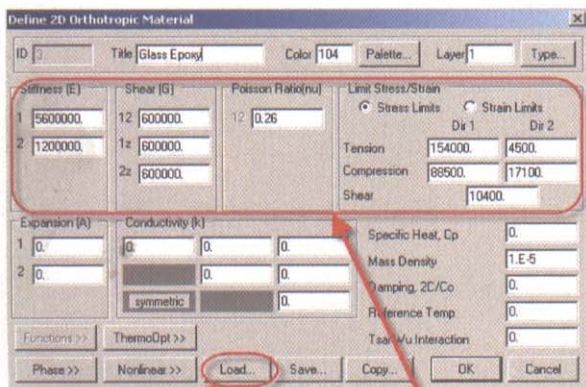 Define 2D Orthotropic Material
ID 3 Title Glass Epoxy Color 104 Palette... Layer 1 Type...
Stiffness (E) Shear (G) Poisson Ratio(nu) Limit Stress/Strain
1 5600000. 12 600000. 12 0.26 Stress Limits Strain Limits
2 1200000. 1z 600000. Dir 1 Dir 2
2z 600000. Tension 154000. 4500.
Compression 88500. 17100.
Shear 10400.
Expansion (A) Conductivity (k) Specific Heat, Cp 0.
1 0. 0. 0. 0. Mass Density 1.E-5
2 0. 0. 0. Damping, 2C/Co 0.
symmetric 0. Reference Temp 0.
Functions >> ThermoOpt >> Tsai-Wu Interaction 0.
Phase >> Nonlinear >> Load... Save... Copy... OK Cancel